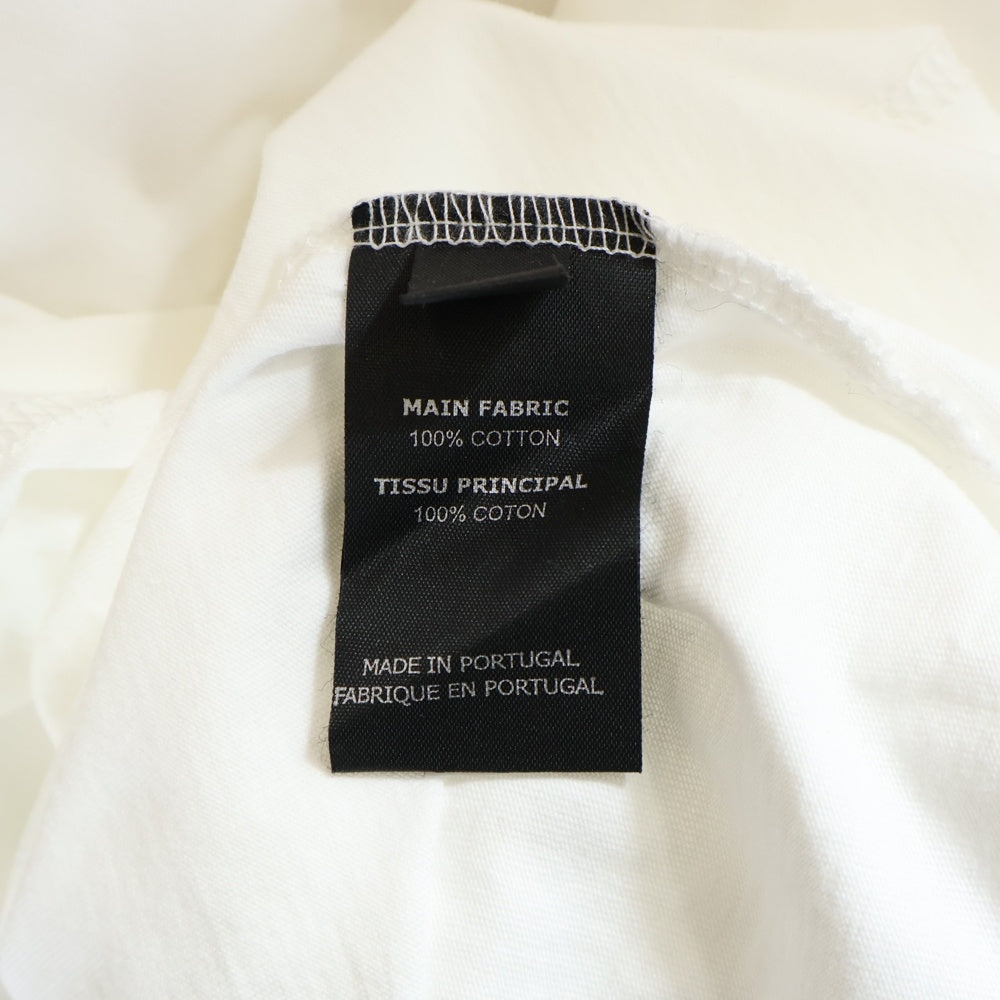 MAIN FABRIC
100% COTTON
TISSU PRINCIPAL
100% COTON
MADE IN PORTUGAL
FABRIQUE EN PORTUGAL